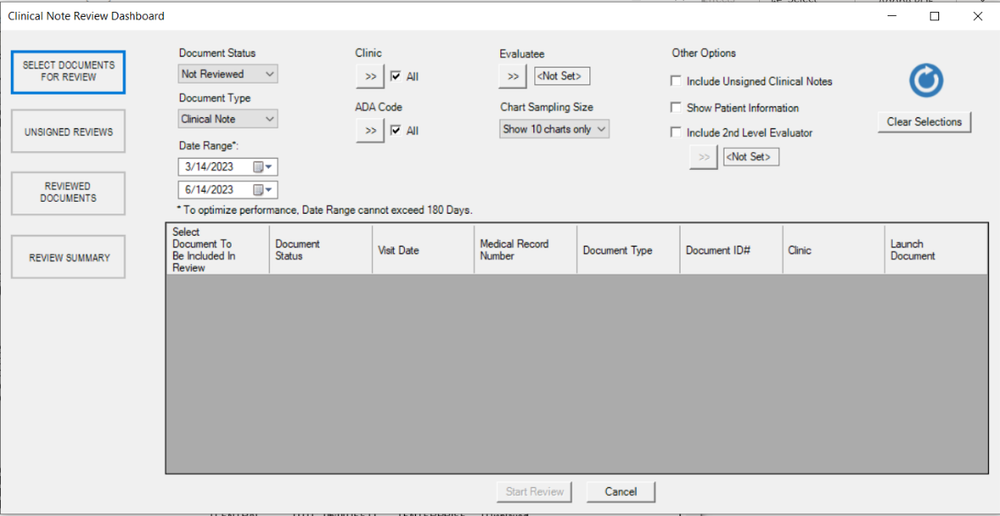 Clinical Note Review Dashboard
SELECT DOCUMENTS
FOR REVIEW
UNSIGNED REVIEWS
REVIEWED
DOCUMENTS
REVIEW SUMMARY
Document Status
Not Reviewed
Document Type
Clinical Note
Date Range*:
3/14/2023
6/14/2023
* To optimize performance, Date Range cannot exceed 180 Days.
Clinic
>> All
ADA Code
>> All
Evaluatee
>> <Not Set>
Chart Sampling Size
Show 10 charts only
Other Options
Include Unsigned Clinical Notes
Show Patient Information
Include 2nd Level Evaluator
>> <Not Set>
Clear Selections
Select
Document To
Be Included In
Review
Document
Status
Visit Date
Medical Record
Number
Document Type
Document ID#
Clinic
Launch
Document
Start Review
Cancel